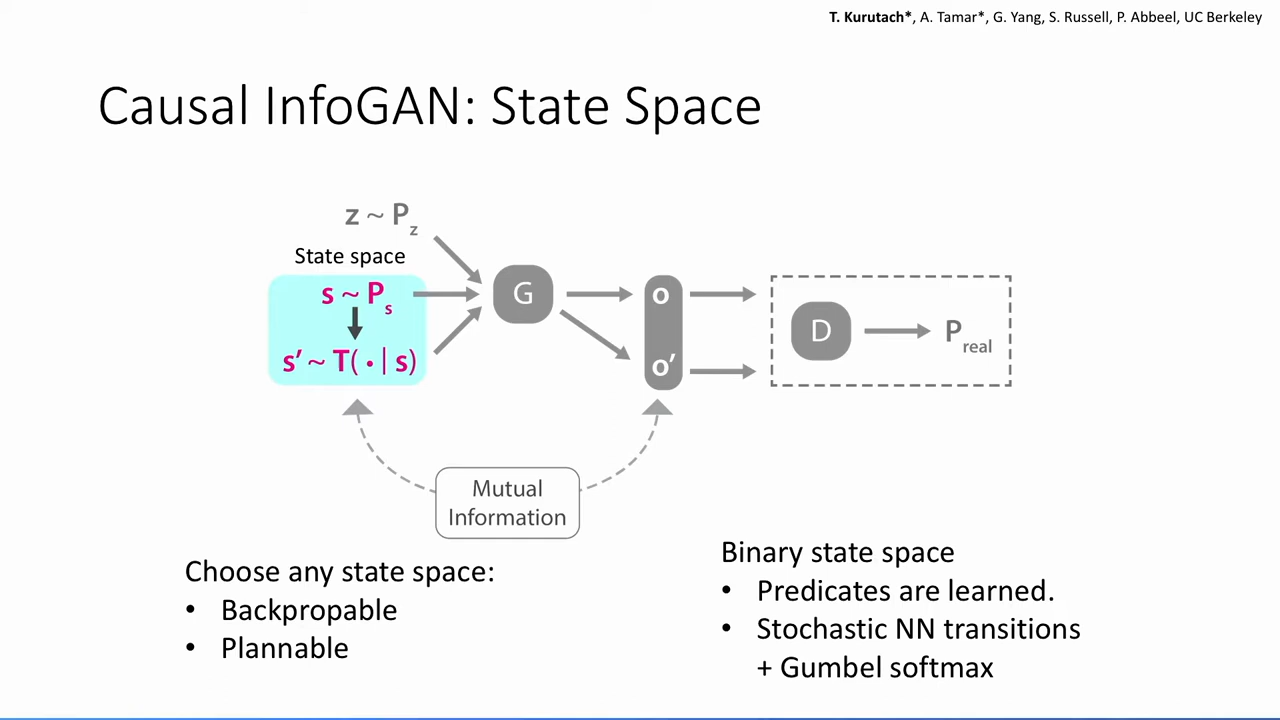 T. Kurutach*, A. Tamar*, G. Yang, S. Russell, P. Abbeel, UC Berkeley
Causal InfoGAN: State Space
z ~ Pz
State space
s ~ Ps
s′ ~ T( · | s)
G
o
o′
D
Preal
Mutual
Information
Choose any state space:
• Backpropable
• Plannable
Binary state space
• Predicates are learned.
• Stochastic NN transitions
+ Gumbel softmax